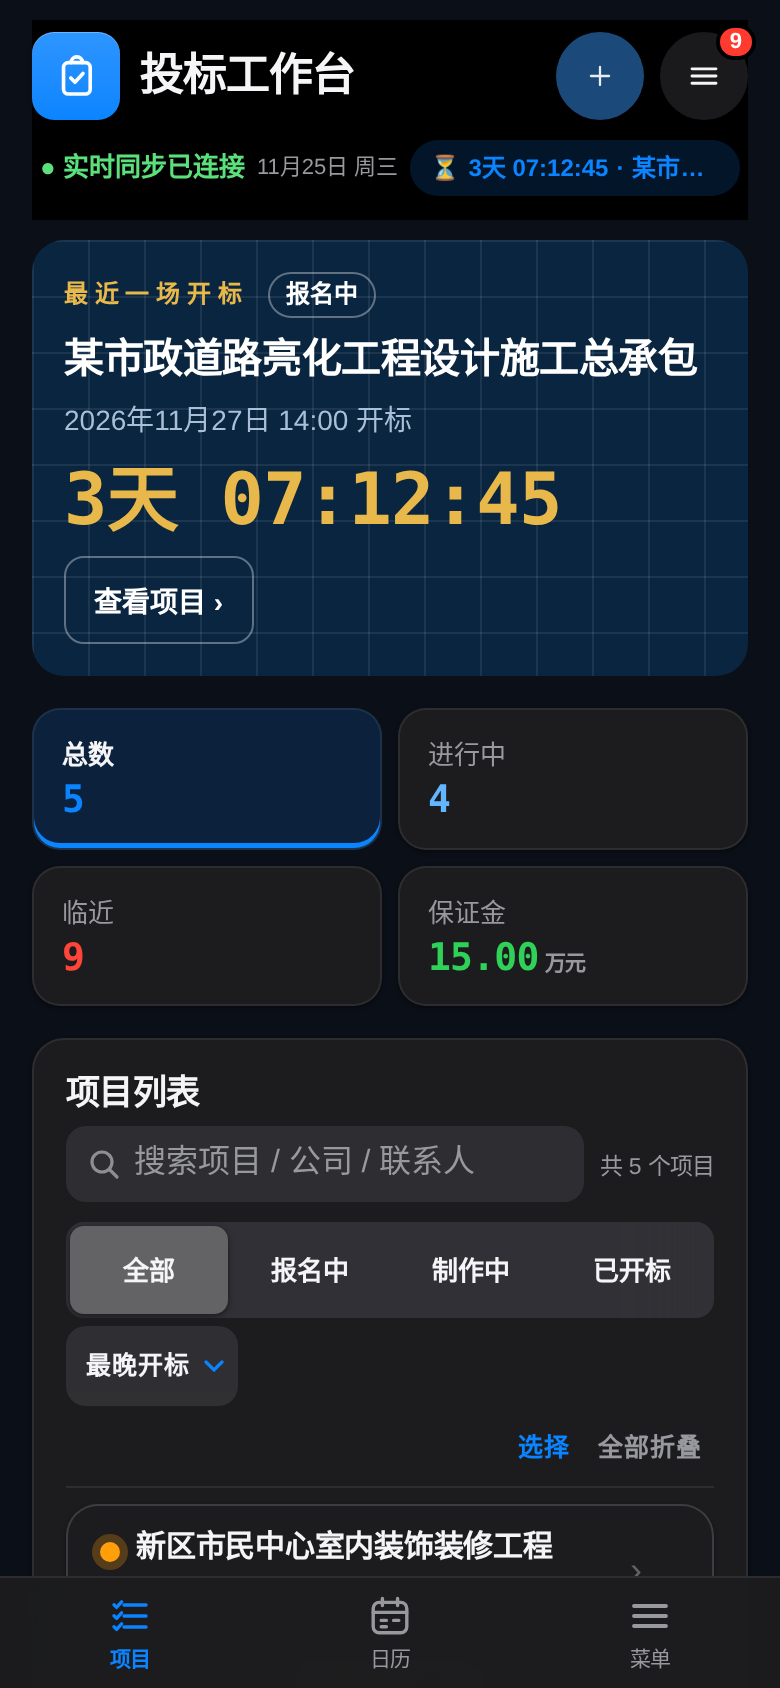 投标工作台
9
实时同步已连接 11月25日 周三 ⏳ 3天 07:12:45 · 某市…
最近一场开标 报名中
某市政道路亮化工程设计施工总承包
2026年11月27日 14:00 开标
3天 07:12:45
查看项目 ›
总数
5
进行中
4
临近
9
保证金
15.00 万元
项目列表
搜索项目 / 公司 / 联系人
共 5 个项目
全部 报名中 制作中 已开标
最晚开标
选择 全部折叠
新区市民中心室内装饰装修工程
项目 日历 菜单